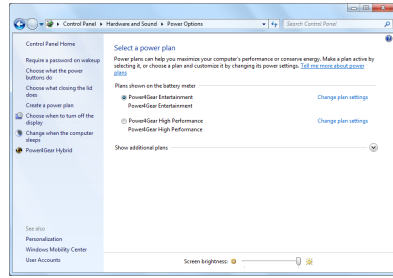 Control Panel
Hardware and Sound
Power Options
Search Control Panel
Control Panel Home
Require a password on wakeup
Choose what the power
buttons do
Choose what closing the lid
does
Create a power plan
Choose when to turn off the
display
Change when the computer
sleeps
Power4Gear Hybrid
See also
Personalization
Windows Mobility Center
User Accounts
Select a power plan
Power plans can help you maximize your computer's performance or conserve energy. Make a plan active by
selecting it, or choose a plan and customize it by changing its power settings. Tell me more about power
plans
Plans shown on the battery meter
Power4Gear Entertainment
Change plan settings
Power4Gear Entertainment
Power4Gear High Performance
Change plan settings
Power4Gear High Performance
Show additional plans
Screen brightness: